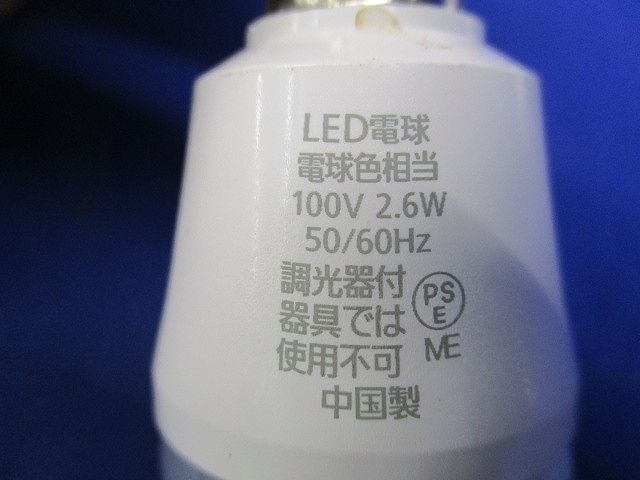 LED電球
電球色相当
100V 2.6W
50/60Hz
調光器付
器具では
使用不可
PS
E
ME
中国製